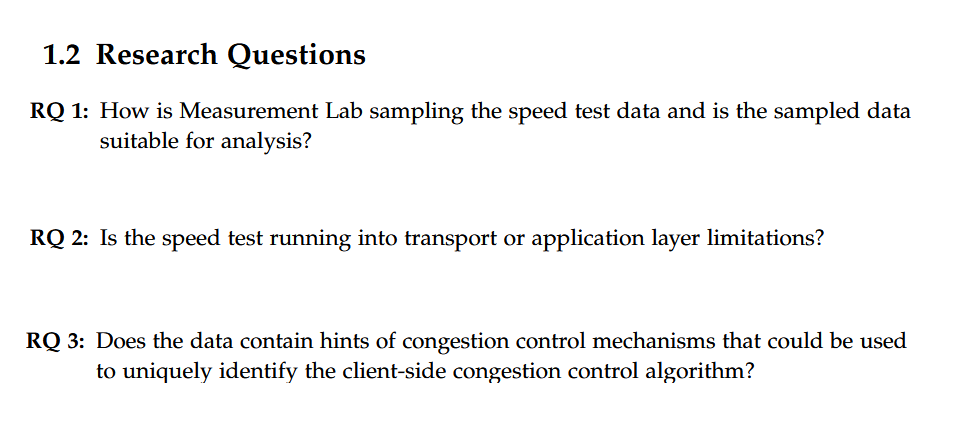 1.2 Research Questions
RQ 1: How is Measurement Lab sampling the speed test data and is the sampled data
suitable for analysis?
RQ 2: Is the speed test running into transport or application layer limitations?
RQ 3: Does the data contain hints of congestion control mechanisms that could be used
to uniquely identify the client-side congestion control algorithm?